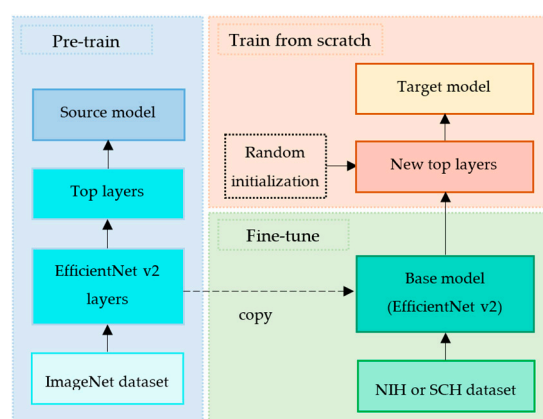 Pre-train
Source model
Top layers
EfficientNet v2
layers
ImageNet dataset
Train from scratch
Target model
Random
initialization
New top layers
Fine-tune
Base model
(EfficientNet v2)
copy
NIH or SCH dataset